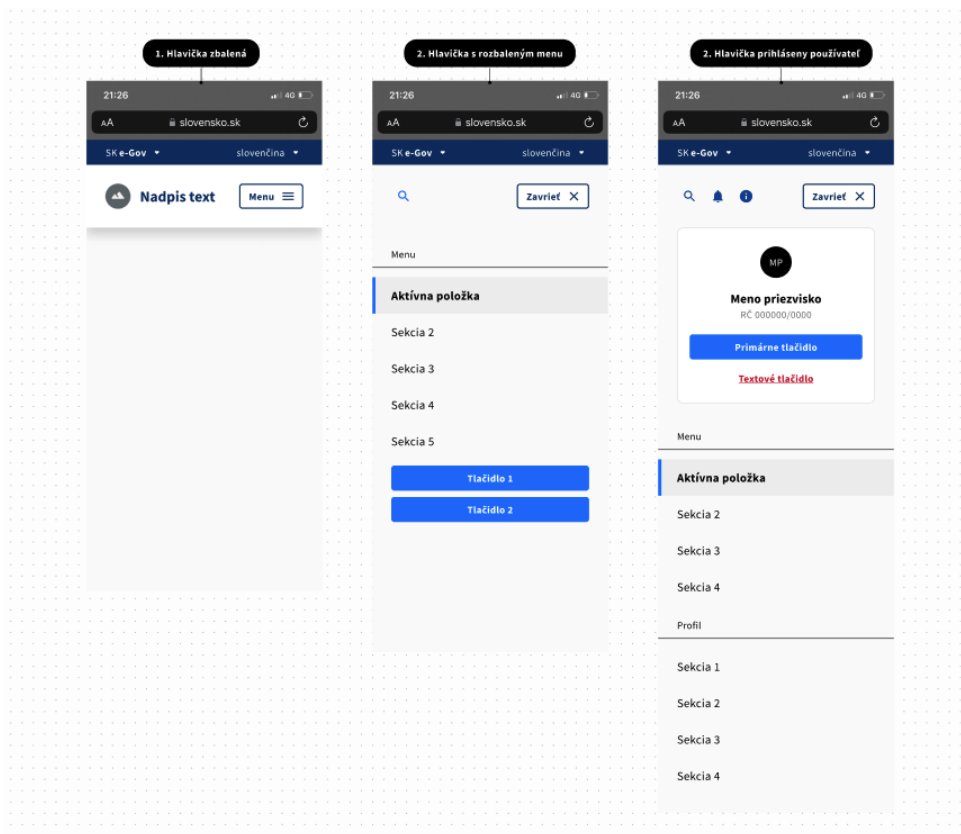 1. Hlavička zbalená
21:26
4G
AA
slovensko.sk
SK e-Gov
slovenčina
Nadpis text
Menu
2. Hlavička s rozbaleným menu
21:26
4G
AA
slovensko.sk
SK e-Gov
slovenčina
Zavrieť
Menu
Aktívna položka
Sekcia 2
Sekcia 3
Sekcia 4
Sekcia 5
Tlačidlo 1
Tlačidlo 2
2. Hlavička prihláseny používateľ
21:26
4G
AA
slovensko.sk
SK e-Gov
slovenčina
Zavrieť
MP
Meno priezvisko
RČ 000000/0000
Primárne tlačidlo
Textové tlačidlo
Menu
Aktívna položka
Sekcia 2
Sekcia 3
Sekcia 4
Profil
Sekcia 1
Sekcia 2
Sekcia 3
Sekcia 4